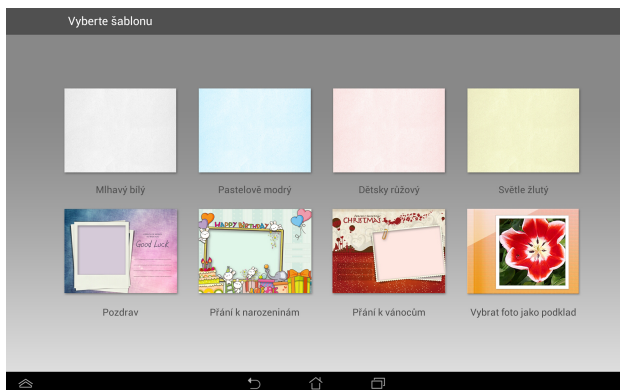 Vyberte šablonu
Mlhavý bílý
Pastelově modrý
Dětsky růžový
Světle žlutý
Good Luck
HAPPY BIRTHDAY
CHRISTMAS
Pozdrav
Přání k narozeninám
Přání k vánocům
Vybrat foto jako podklad